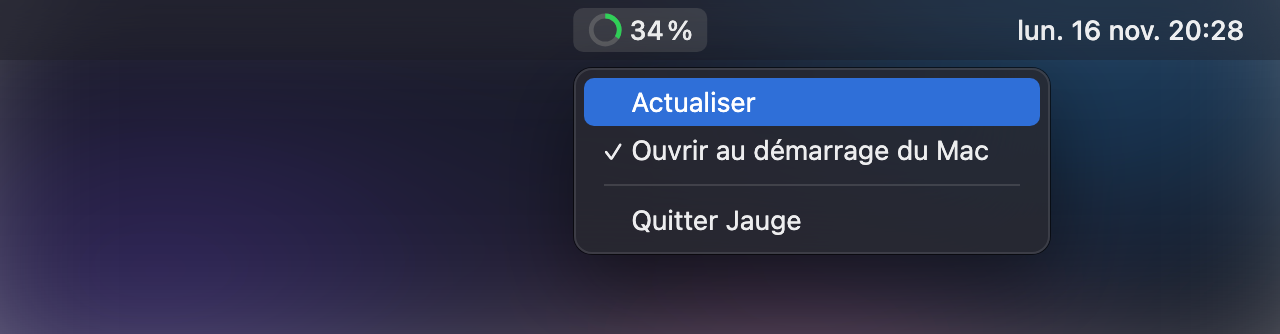 34 %
lun. 16 nov. 20:28
Actualiser
✓ Ouvrir au démarrage du Mac
Quitter Jauge